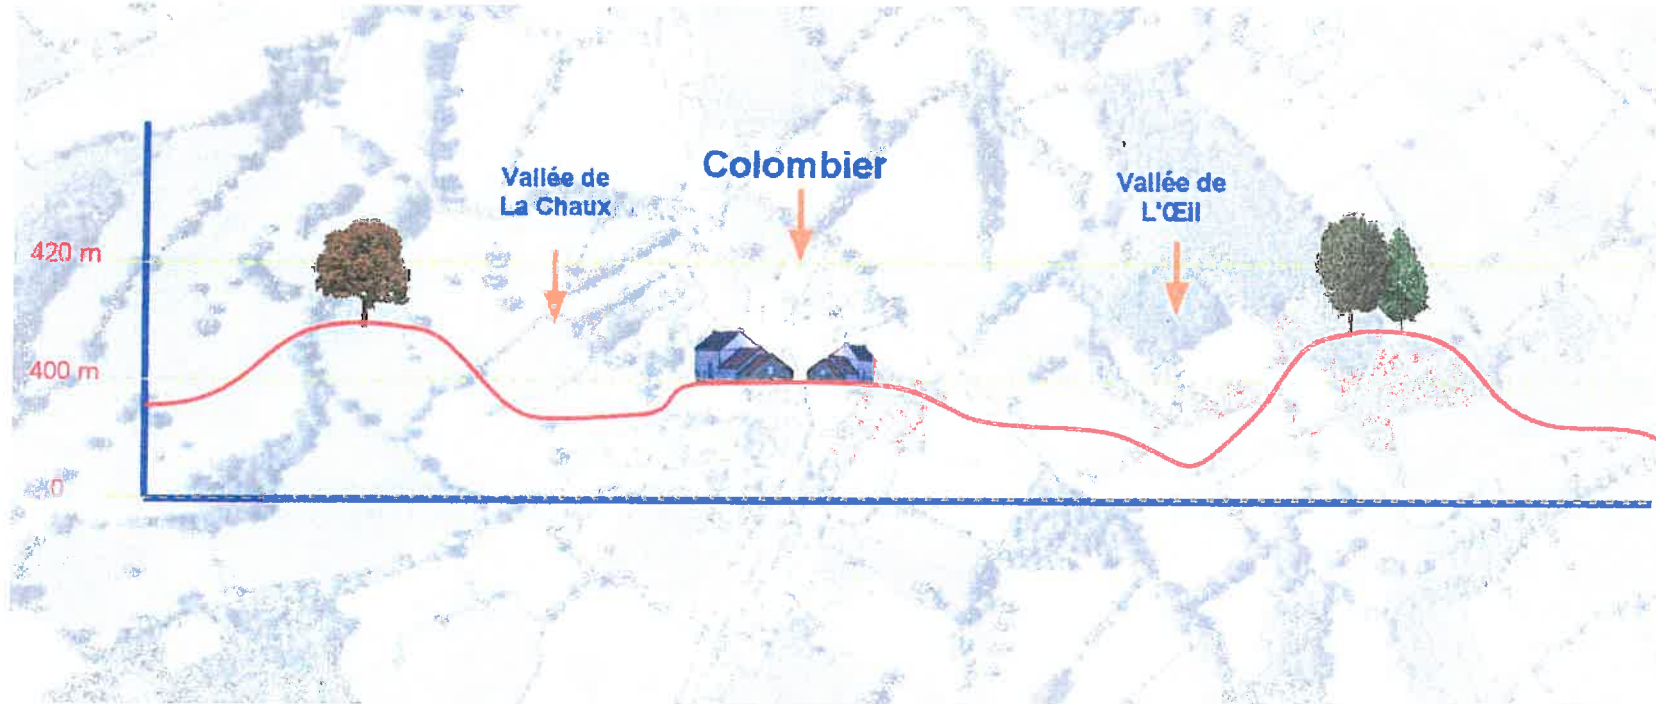 Vallée de
La Chaux
Colombier
Vallée de
L'Œil
420 m
400 m
0